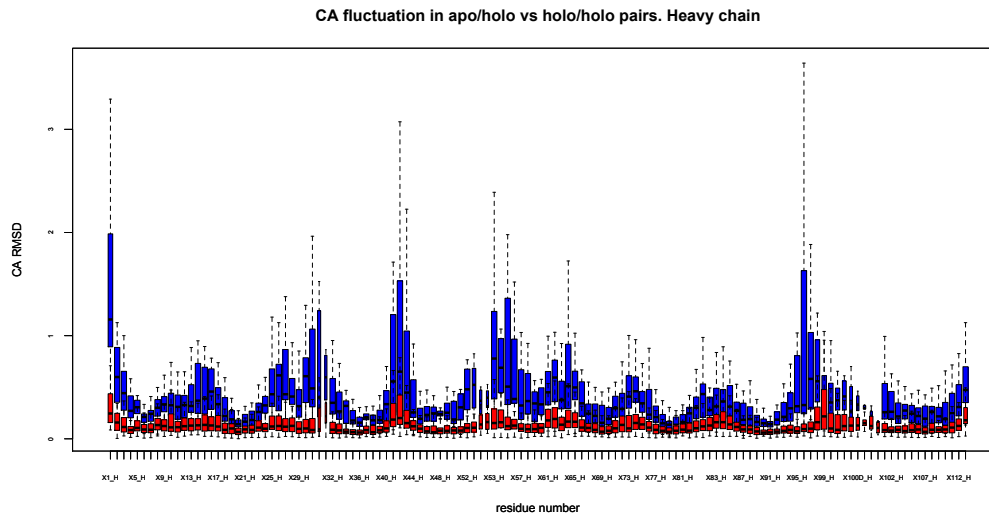 CA fluctuation in apo/holo vs holo/holo pairs. Heavy chain
3
2
1
0
CA RMSD
X1_H X5_H X9_H X13_H X17_H X21_H X25_H X29_H X32_H X36_H X40_H X44_H X48_H X52_H X53_H X57_H X61_H X65_H X69_H X73_H X77_H X81_H X83_H X87_H X91_H X95_H X99_H X100D_H X102_H X107_H X112_H
residue number